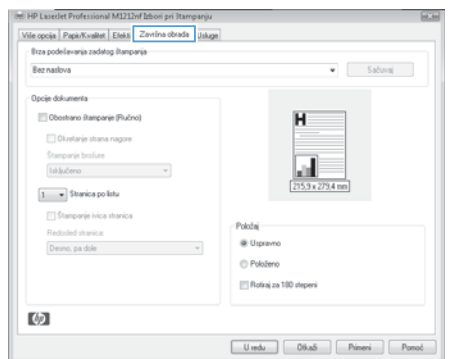 HP LaserJet Professional M1212nf Izbori pri štampanju
Više opcija Papir/Kvalitet Efekti Završna obrada Usluge
Brza podešavanja zadatog štampanja
Bez naslova Sačuvaj
Opcije dokumenta
Obostrano štampanje (Ručno)
Okretanje strana nagore
Štampanje brošure
Isključeno
1 Stranica po listu
Štampanje ivica stranica
Redosled stranica:
Desno, pa dole
H
215,9 x 279,4 mm
Položaj
Uspravno
Položeno
Rotiraj za 180 stepeni
hp
U redu Otkaži Primeni Pomoć